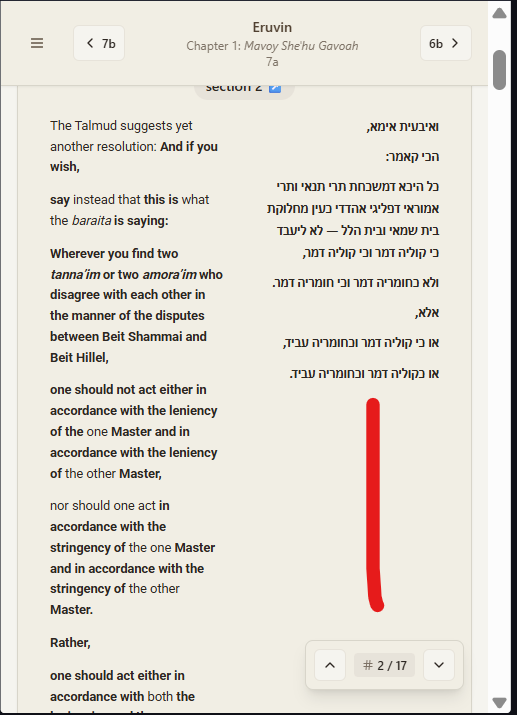 Eruvin
7b
Chapter 1: Mavoy She'hu Gavoah
6b
7a
section 2
The Talmud suggests yet
another resolution: And if you
wish,
say instead that this is what
the baraita is saying:
Wherever you find two
tanna'im or two amora'im who
disagree with each other in
the manner of the disputes
between Beit Shammai and
Beit Hillel,
one should not act either in
accordance with the leniency
of the one Master and in
accordance with the leniency
of the other Master,
nor should one act in
accordance with the
stringency of the one Master
and in accordance with the
stringency of the other
Master.
Rather,
one should act either in
accordance with both the
ואיבעית אימא,
הכי קאמר:
כל היכא דמשכחת תרי תנאי ותרי
אמוראי דפליגי אהדדי כעין מחלוקת
בית שמאי ובית הלל — לא ליעבד
כי קוליה דמר וכי קוליה דמר,
ולא כחומריה דמר וכי חומריה דמר.
אלא,
או כי קוליה דמר וכחומריה עביד,
או כקוליה דמר וכחומריה עביד.
# 2 / 17